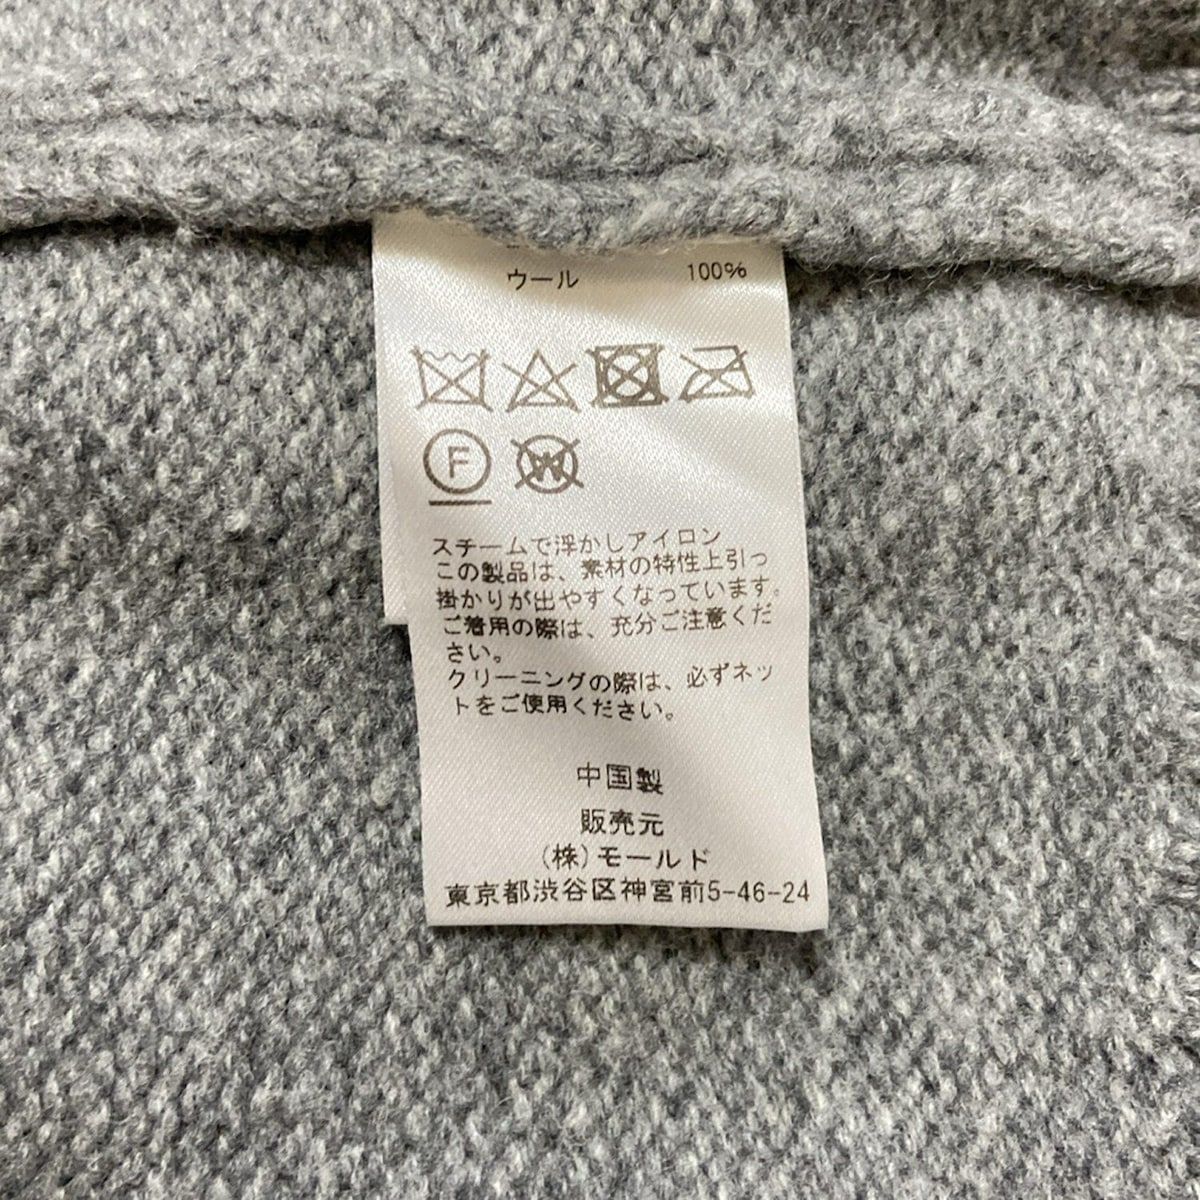 ウール 100%
F
W
スチームで浮かしアイロン
この製品は、素材の特性上引っ
掛かりが出やすくなっています。
ご着用の際は、充分ご注意くだ
さい。
クリーニングの際は、必ずネッ
トをご使用ください。
中国製
販売元
(株)モールド
東京都渋谷区神宮前5-46-24